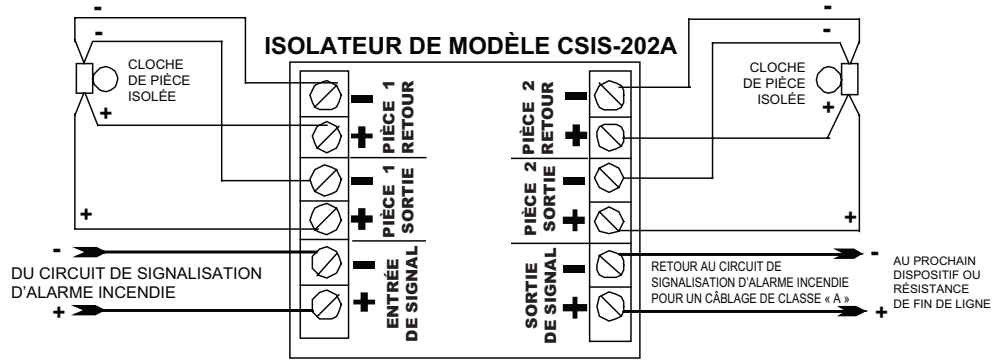 ISOLATEUR DE MODÈLE CSIS-202A
-
-
CLOCHE
DE PIÈCE
ISOLÉE
+
+
PIÈCE 1
RETOUR
-
+
PIÈCE 1
SORTIE
-
+
ENTRÉE
DE SIGNAL
-
+
-
DU CIRCUIT DE SIGNALISATION
D'ALARME INCENDIE
+
PIÈCE 2
RETOUR
-
+
PIÈCE 2
SORTIE
-
+
SORTIE
DE SIGNAL
-
+
-
-
CLOCHE
DE PIÈCE
ISOLÉE
+
+
RETOUR AU CIRCUIT DE
SIGNALISATION D'ALARME INCENDIE
POUR UN CÂBLAGE DE CLASSE « A »
-
+
AU PROCHAIN
DISPOSITIF OU
RÉSISTANCE
DE FIN DE LIGNE